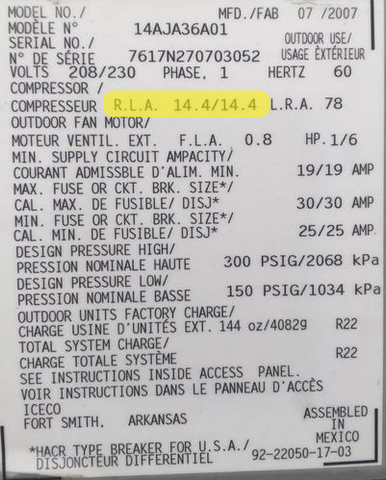 MODEL NO./ MFD./FAB 07/2007
MODÈLE N° 14AJA36A01
SERIAL NO./ OUTDOOR USE/
N° DE SÉRIE 7617N270703052 USAGE ÈXTÉRIEUR
VOLTS 208/230 PHASE, 1 HERTZ 60
COMPRESSOR /
COMPRESSEUR R.L.A. 14.4/14.4 L.R.A. 78
OUTDOOR FAN MOTOR/
MOTEUR VENTIL. EXT. F.L.A. 0.8 HP. 1/6
MIN. SUPPLY CIRCUIT AMPACITY/
COURANT ADMISSBLE D'ALIM. MIN. 19/19 AMP
MAX. FUSE OR CKT. BRK. SIZE*/
CAL. MAX. DE FUSIBLE/ DISJ* 30/30 AMP
MIN. FUSE OR CKT. BRK. SIZE*/
CAL. MIN. DE FUSIBLE/ DISJ* 25/25 AMP
DESIGN PRESSURE HIGH/
PRESSION NOMINALE HAUTE 300 PSIG/2068 kPa
DESIGN PRESSURE LOW/
PRESSION NOMINALE BASSE 150 PSIG/1034 kPa
OUTDOOR UNITS FACTORY CHARGE/
CHARGE USINE D'UNITÉS EXT. 144 oz/4082g R22
TOTAL SYSTEM CHARGE/
CHARGE TOTALE SYSTÈME R22
SEE INSTRUCTIONS INSIDE ACCESS PANEL.
VOIR INSTRUCTIONS DANS LE PANNEAU D'ACCÈS
ICECO
FORT SMITH, ARKANSAS ASSEMBLED IN MEXICO
*HACR TYPE BREAKER FOR U.S.A./
DISJONCTEUR DIFFERENTIEL 92-22050-17-03